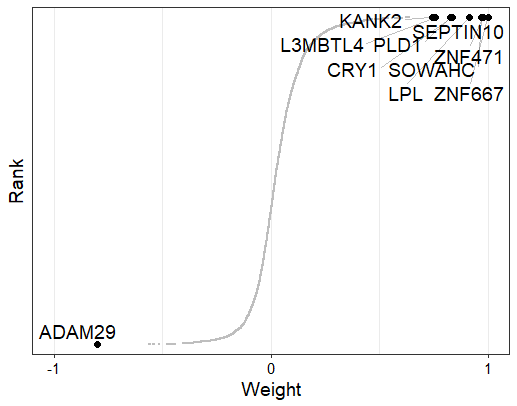 KANK2
SEPTIN10
L3MBTL4 PLD1
ZNF471
CRY1 SOWAHC
LPL ZNF667
Rank
ADAM29
-1 0 1
Weight